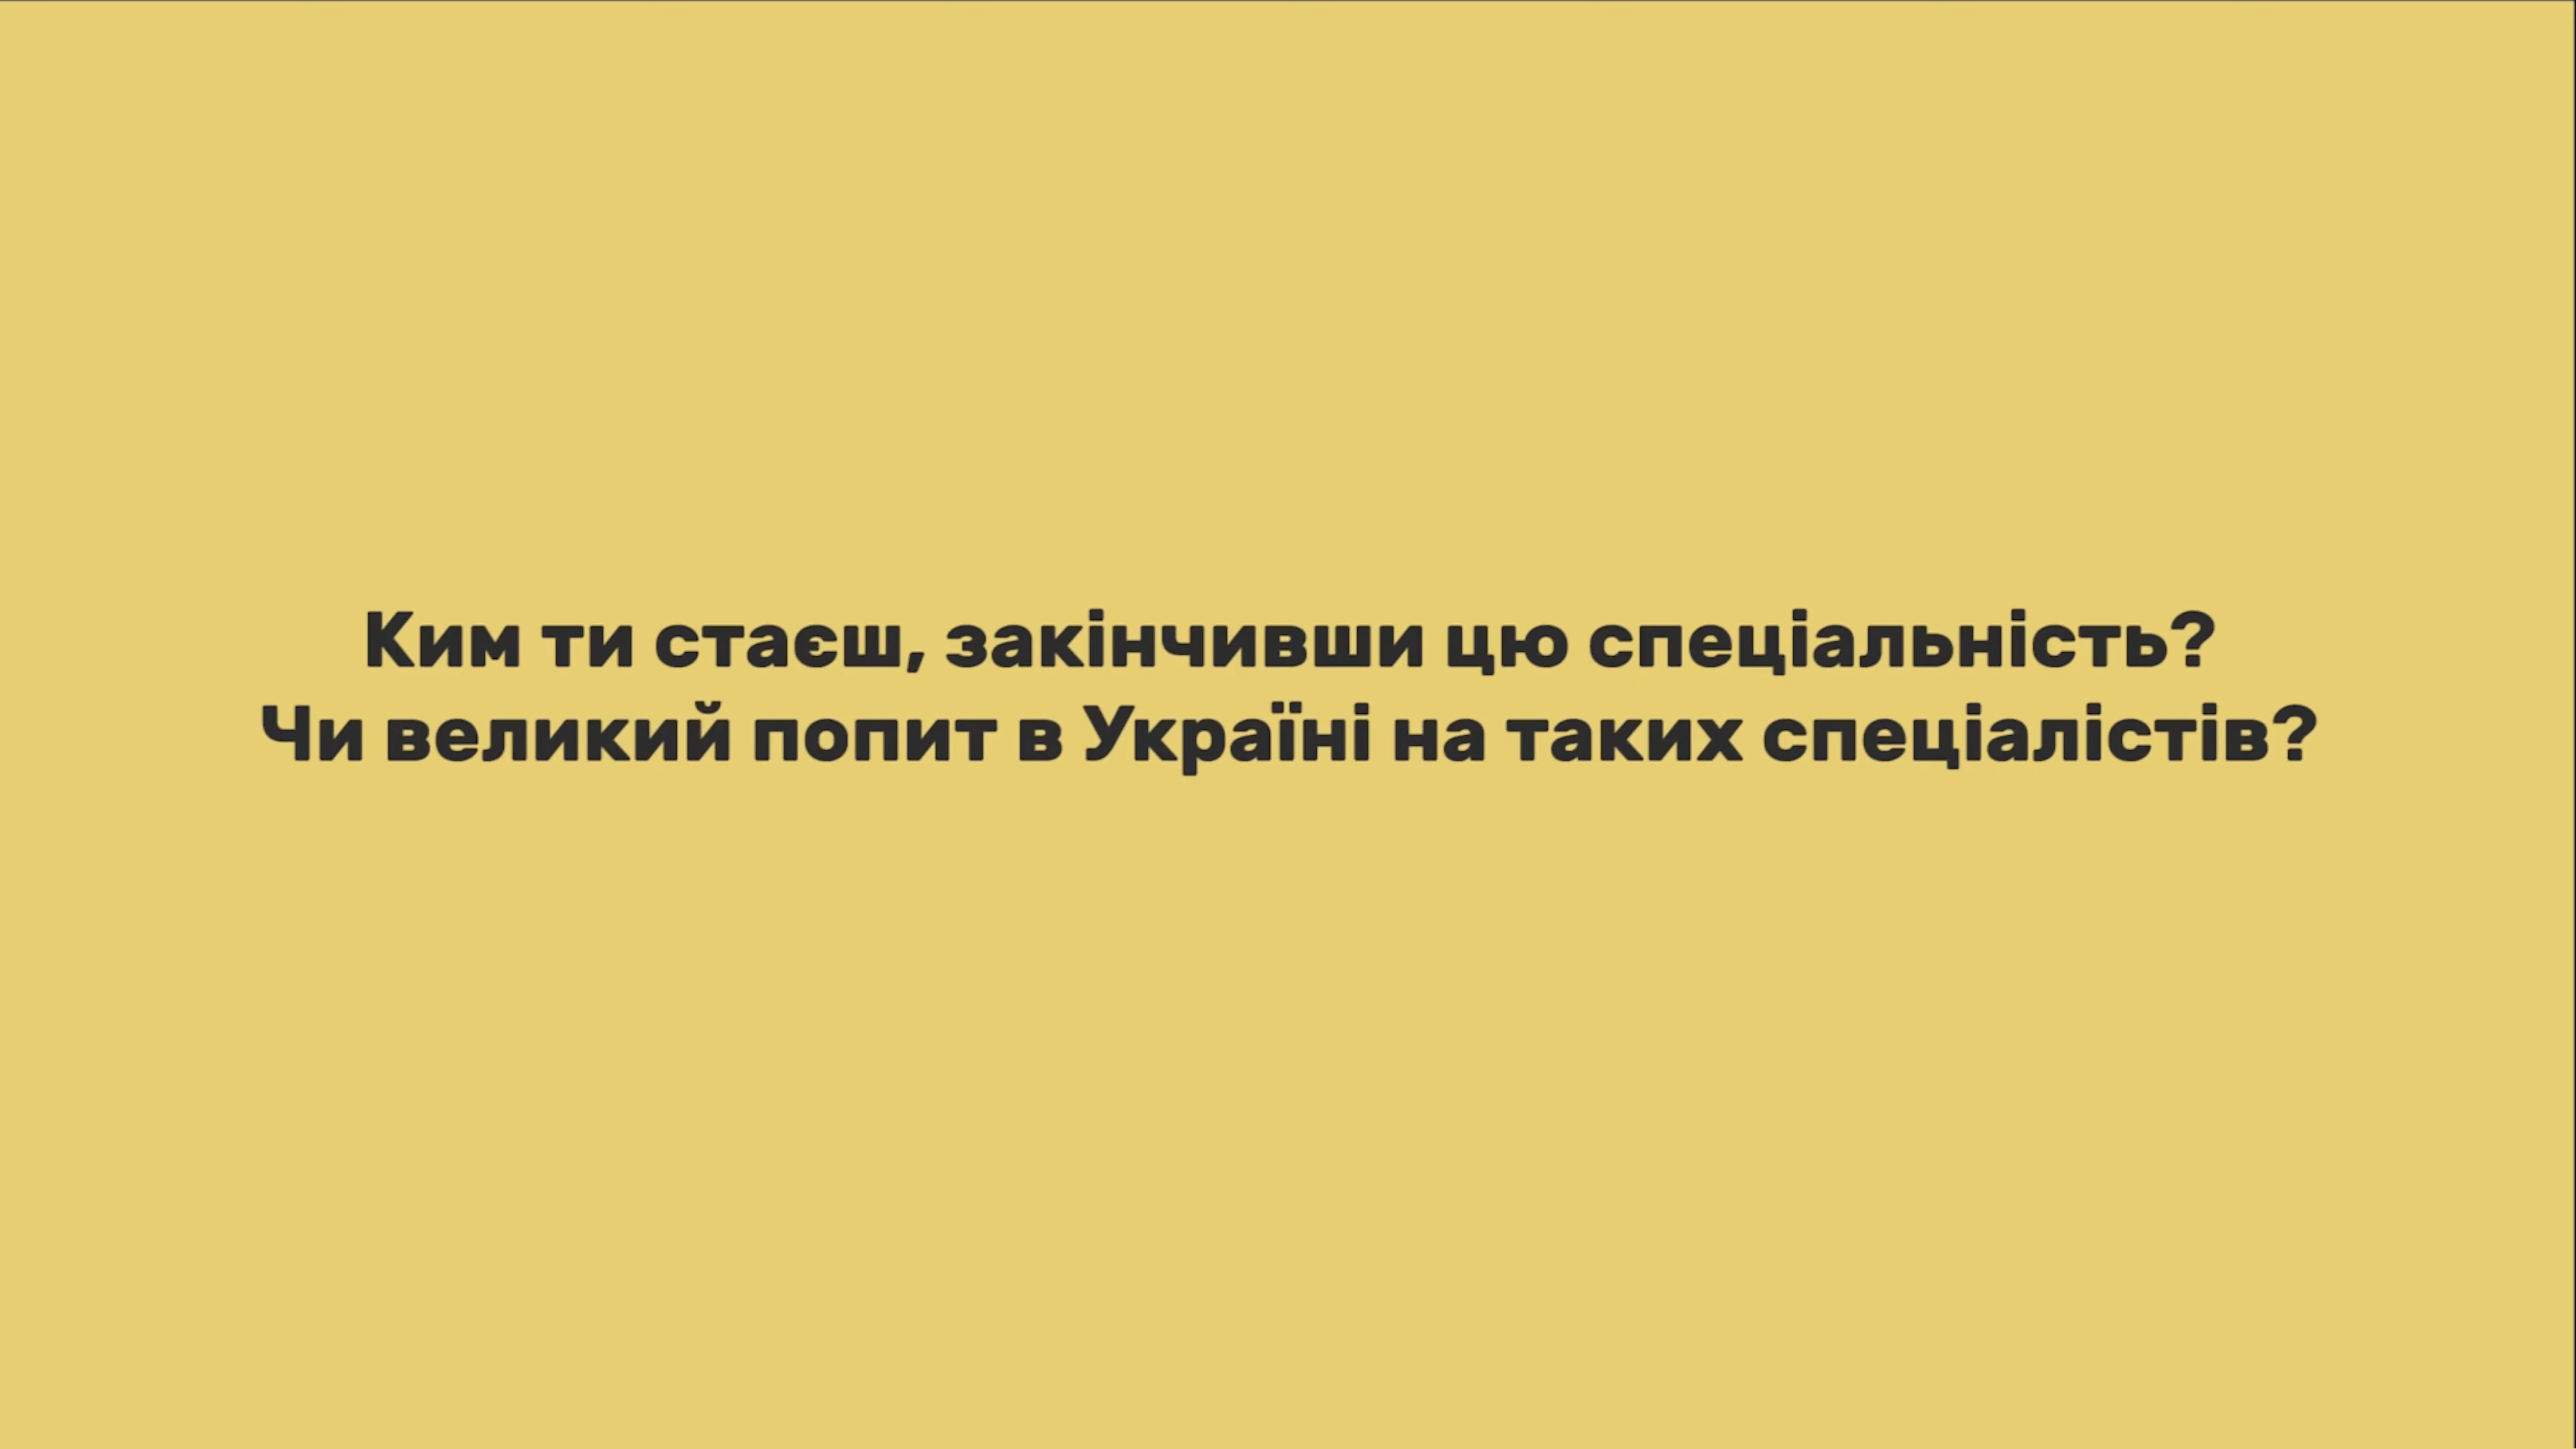 Ким ти стаєш, закінчивши цю спеціальність?
Чи великий попит в Україні на таких спеціалістів?